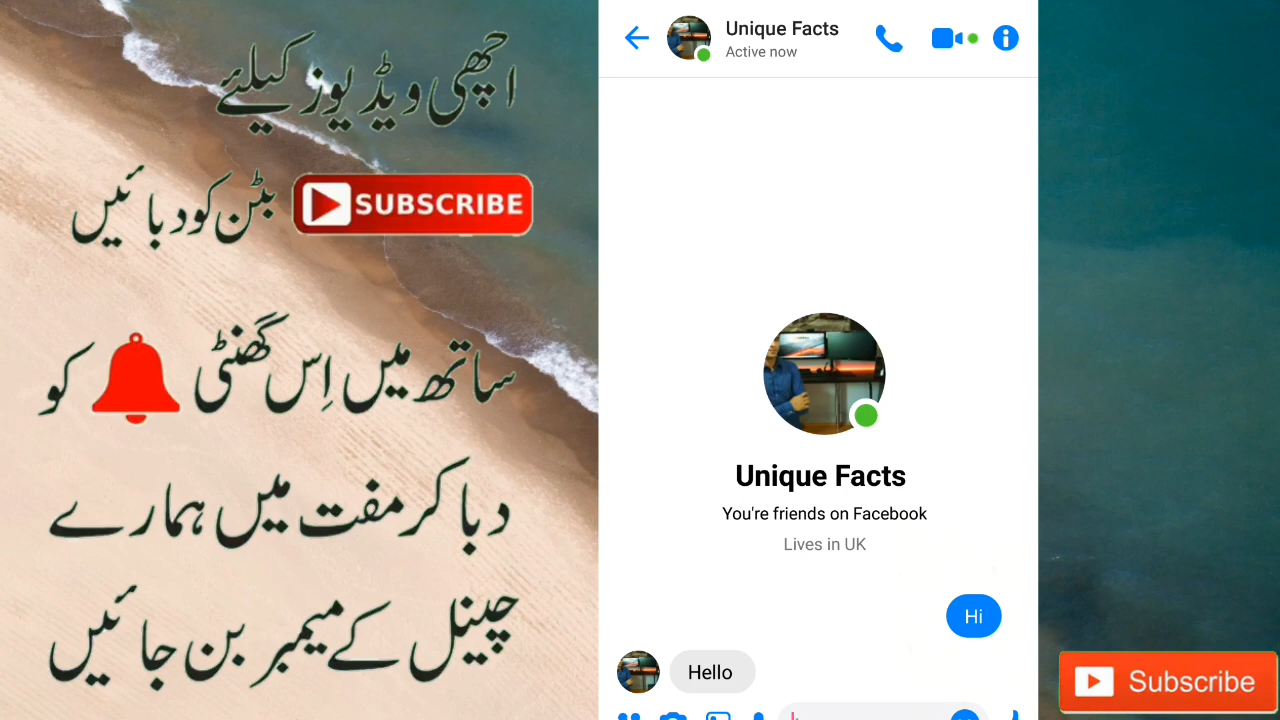 اچھی ویڈیوز کیلئے
SUBSCRIBE بٹن کو دبائیں
ساتھ میں اِس گھنٹی کو
دبا کر مفت میں ہمارے
چینل کے میمبر بن جائیں
Unique Facts
Active now
Unique Facts
You're friends on Facebook
Lives in UK
Hi
Hello
Subscribe